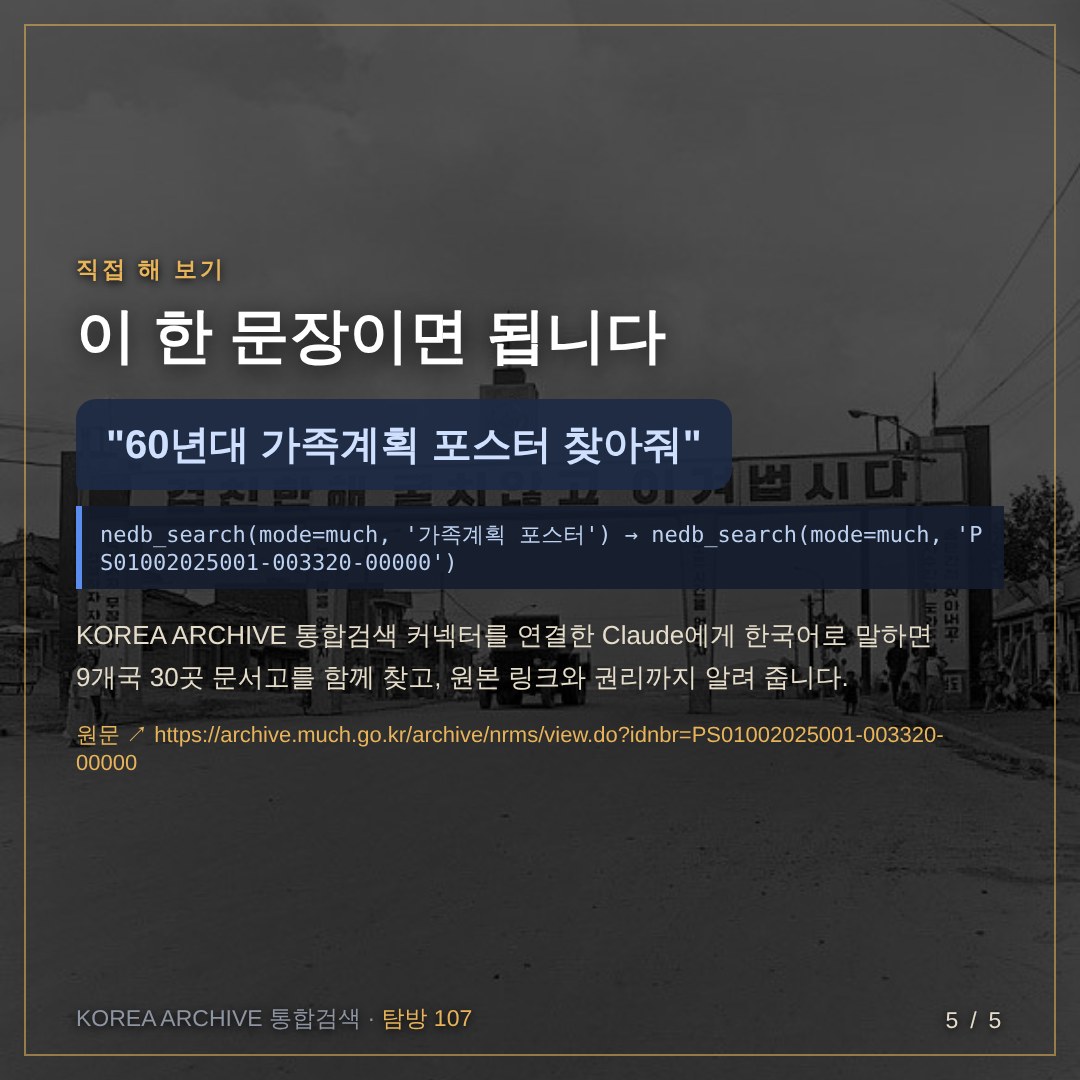 직접 해 보기
이 한 문장이면 됩니다
"60년대 가족계획 포스터 찾아줘"
이겨법시다
nedb_search(mode=much, '가족계획 포스터') → nedb_search(mode=much, 'P
S01002025001-003320-00000')
KOREA ARCHIVE 통합검색 커넥터를 연결한 Claude에게 한국어로 말하면
9개국 30곳 문서고를 함께 찾고, 원본 링크와 권리까지 알려 줍니다.
원문 ↗ https://archive.much.go.kr/archive/nrms/view.do?idnbr=PS01002025001-003320-
00000
KOREA ARCHIVE 통합검색 · 탐방 107
5 / 5